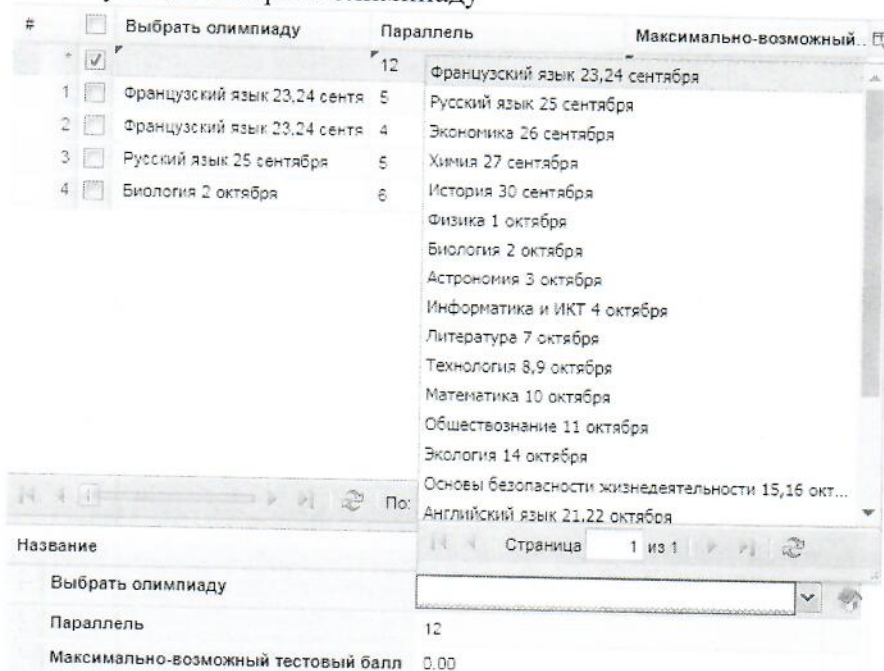 # Выбрать олимпиаду Параллель Максимально-возможный..
* 12
1 Французский язык 23,24 сентя 5
2 Французский язык 23,24 сентя 4
3 Русский язык 25 сентября 5
4 Биология 2 октября 6
Французский язык 23,24 сентября
Русский язык 25 сентября
Экономика 26 сентября
Химия 27 сентября
История 30 сентября
Физика 1 октября
Биология 2 октября
Астрономия 3 октября
Информатика и ИКТ 4 октября
Литература 7 октября
Технология 8,9 октября
Математика 10 октября
Обществознание 11 октября
Экология 14 октября
Основы безопасности жизнедеятельности 15,16 окт...
Английский язык 21,22 октября
По:
Страница 1 из 1
Название
Выбрать олимпиаду
Параллель 12
Максимально-возможный тестовый балл 0.00